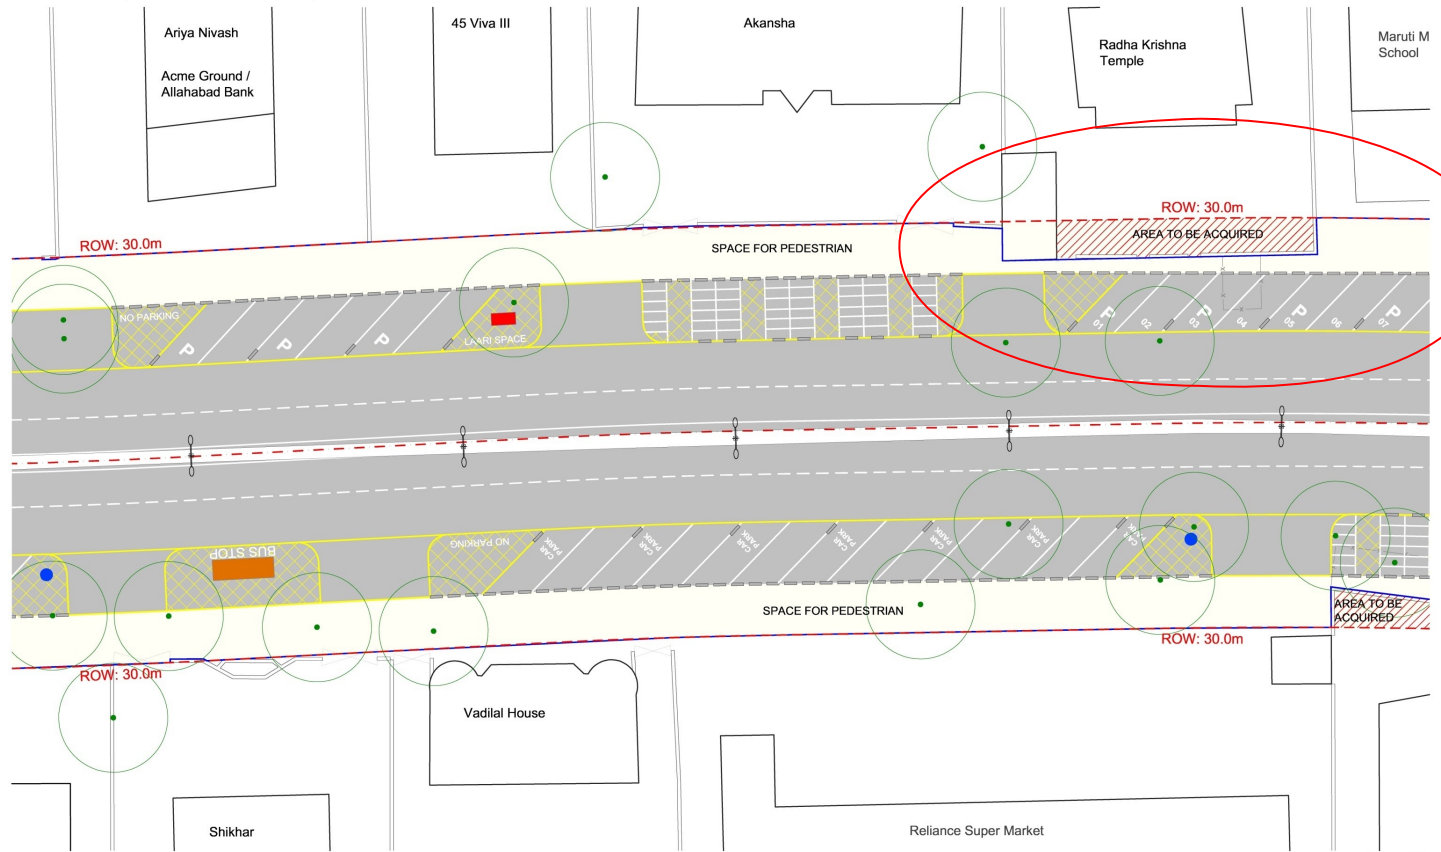 Ariya Nivash
Acme Ground /
Allahabad Bank
45 Viva III
Akansha
Radha Krishna
Temple
Maruti M
School
ROW: 30.0m
ROW: 30.0m
SPACE FOR PEDESTRIAN
AREA TO BE ACQUIRED
NO PARKING
P
P
P
LAARI SPACE
P
P
P
01
02
03
04
05
06
07
BUS STOP
NO PARKING
CAR
PARK
CAR
PARK
CAR
PARK
CAR
PARK
CAR
PARK
CAR
PARK
CAR
PARK
SPACE FOR PEDESTRIAN
AREA TO BE
ACQUIRED
ROW: 30.0m
ROW: 30.0m
Vadilal House
Shikhar
Reliance Super Market